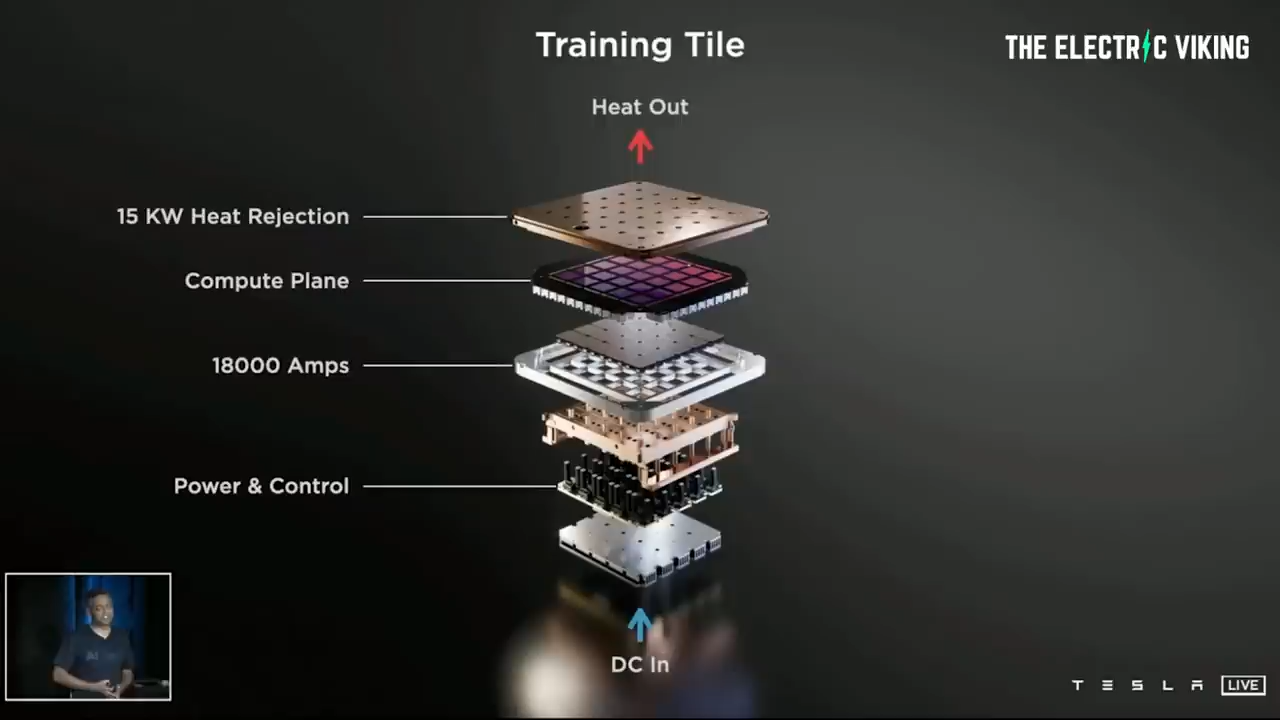 Training Tile
THE ELECTRIC VIKING
Heat Out
15 KW Heat Rejection
Compute Plane
18000 Amps
Power & Control
DC In
TESLA LIVE